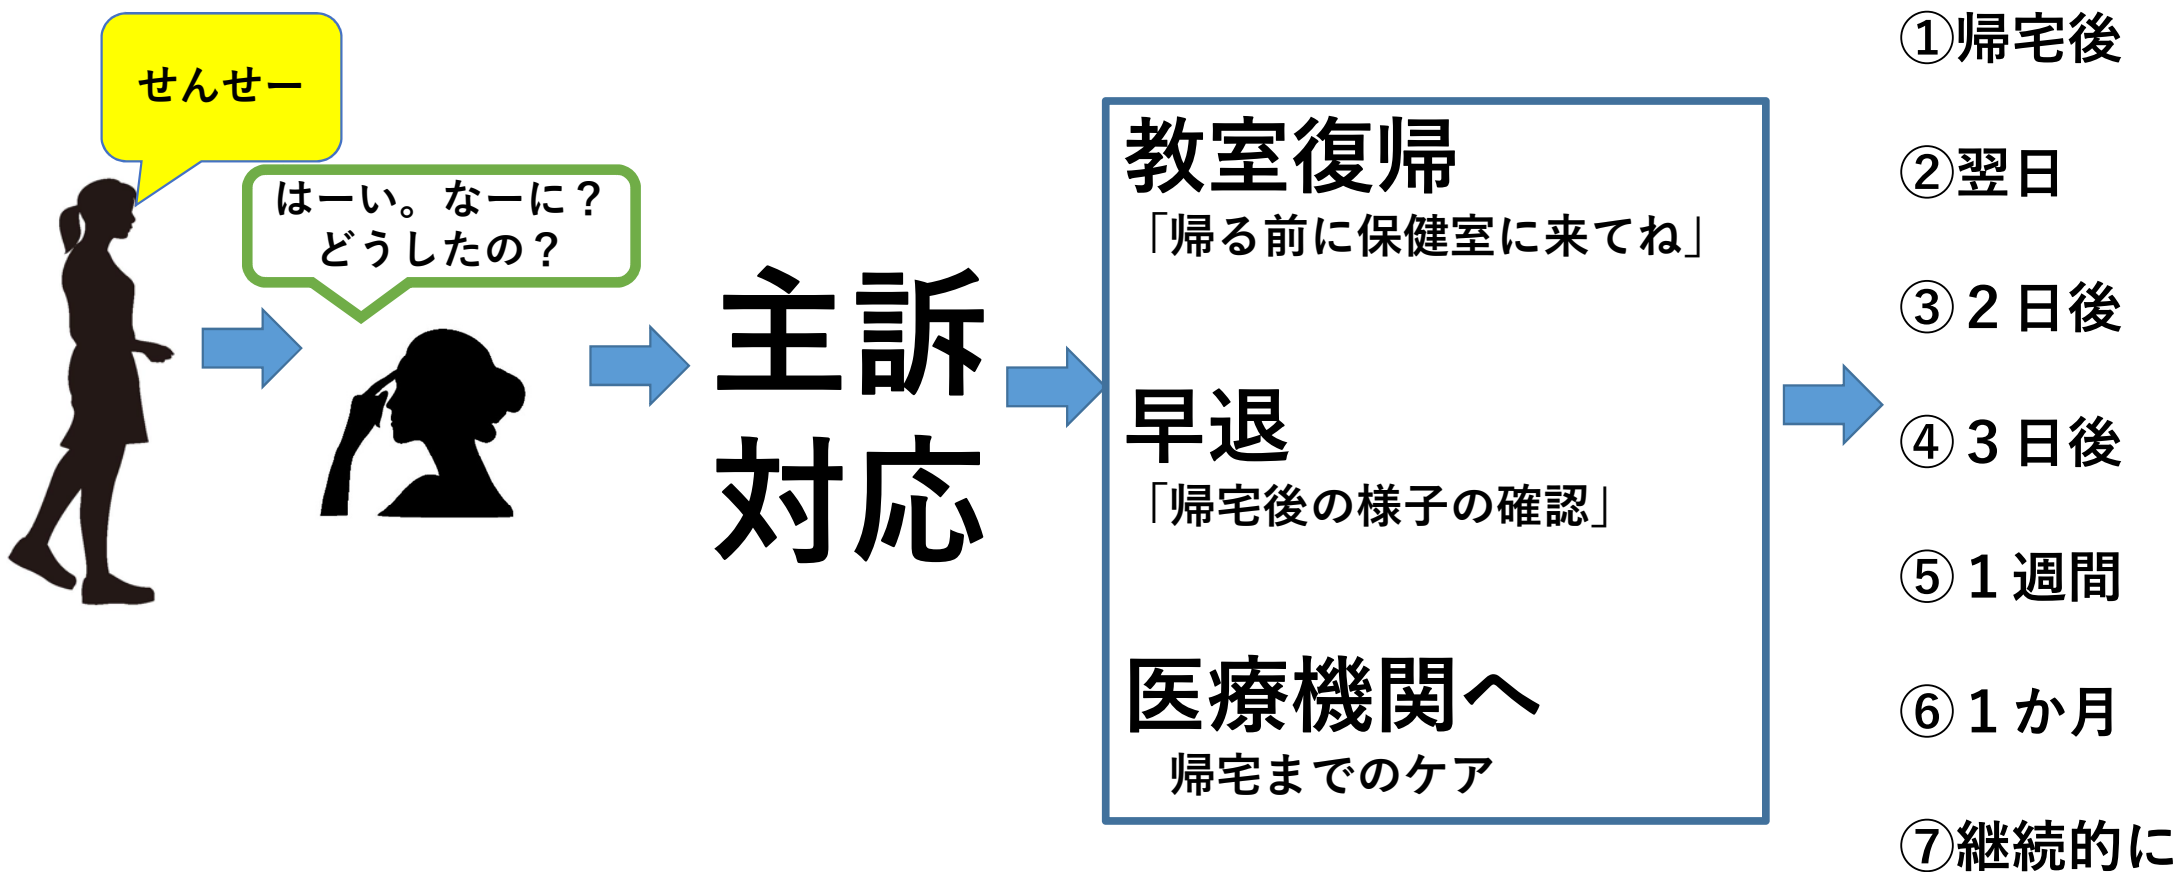 せんせー
はーい。なーに？
どうしたの？
主訴
対応
教室復帰
「帰る前に保健室に来てね」
早退
「帰宅後の様子の確認」
医療機関へ
帰宅までのケア
①帰宅後
②翌日
③２日後
④３日後
⑤１週間
⑥１か月
⑦継続的に